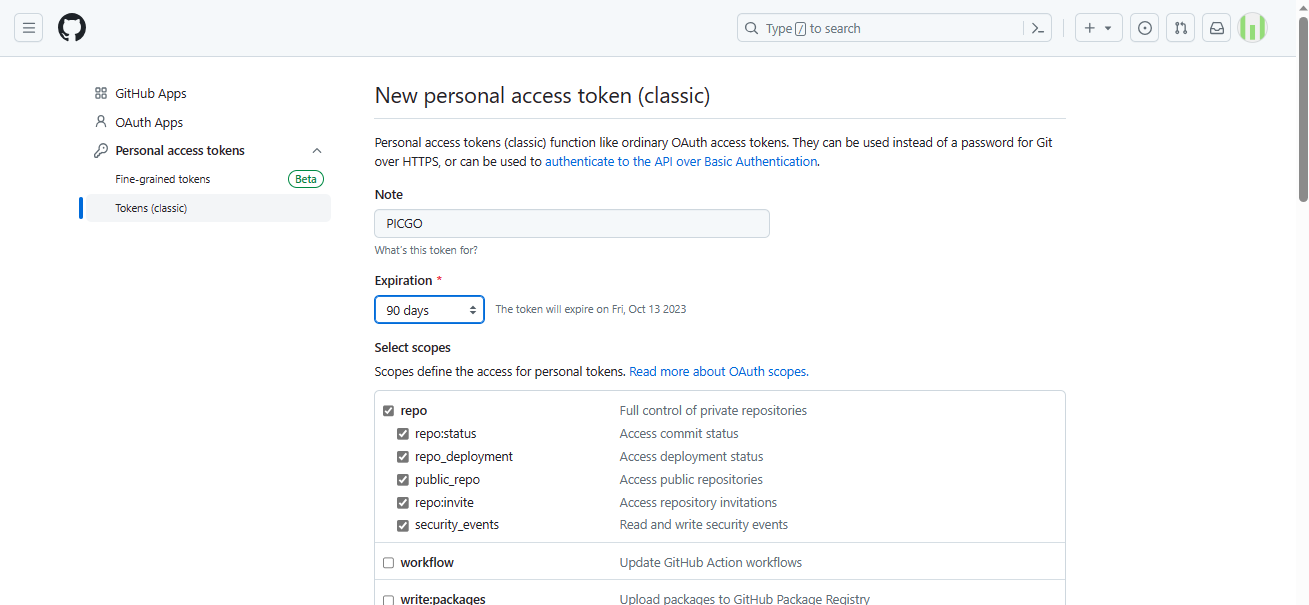 Type / to search
GitHub Apps
OAuth Apps
Personal access tokens
Fine-grained tokens Beta
Tokens (classic)
New personal access token (classic)
Personal access tokens (classic) function like ordinary OAuth access tokens. They can be used instead of a password for Git
over HTTPS, or can be used to authenticate to the API over Basic Authentication.
Note
PICGO
What's this token for?
Expiration *
90 days The token will expire on Fri, Oct 13 2023
Select scopes
Scopes define the access for personal tokens. Read more about OAuth scopes.
repo Full control of private repositories
repo:status Access commit status
repo_deployment Access deployment status
public_repo Access public repositories
repo:invite Access repository invitations
security_events Read and write security events
workflow Update GitHub Action workflows
write:packages Upload packages to GitHub Package Registry